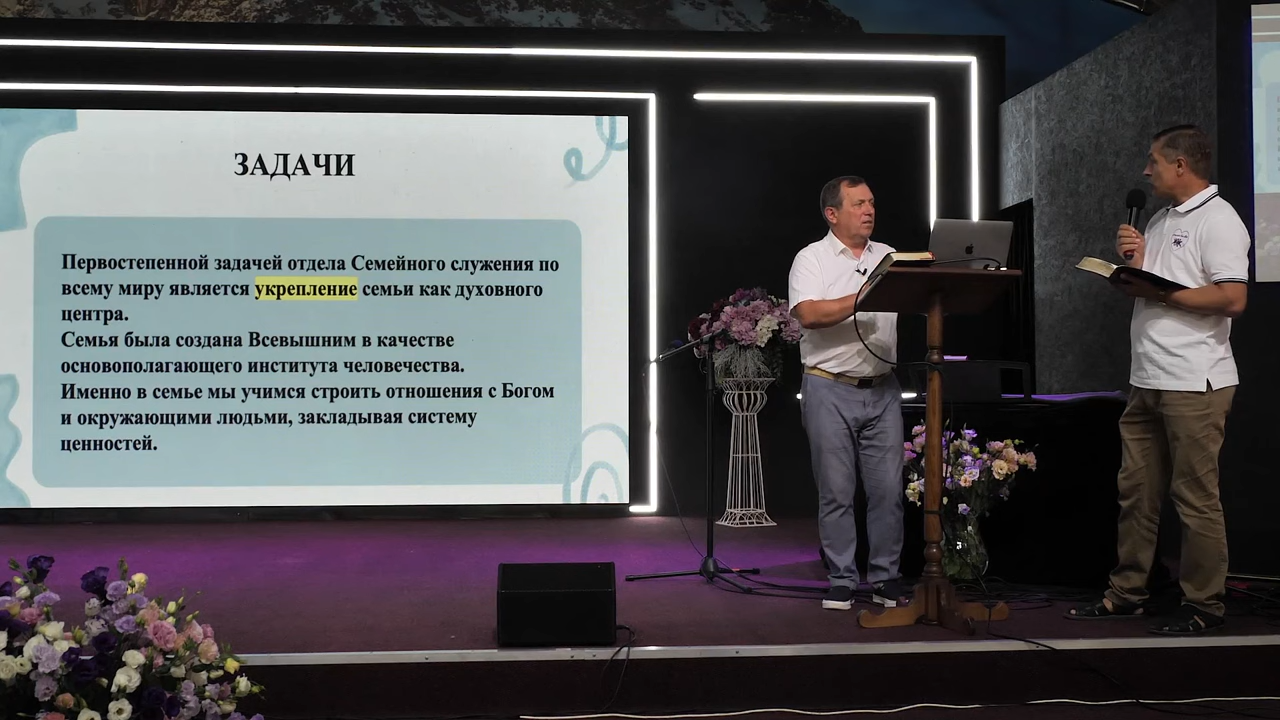 ЗАДАЧИ
Первостепенной задачей отдела Семейного служения по
всему миру является укрепление семьи как духовного
центра.
Семья была создана Всевышним в качестве
основополагающего института человечества.
Именно в семье мы учимся строить отношения с Богом
и окружающими людьми, закладывая систему
ценностей.